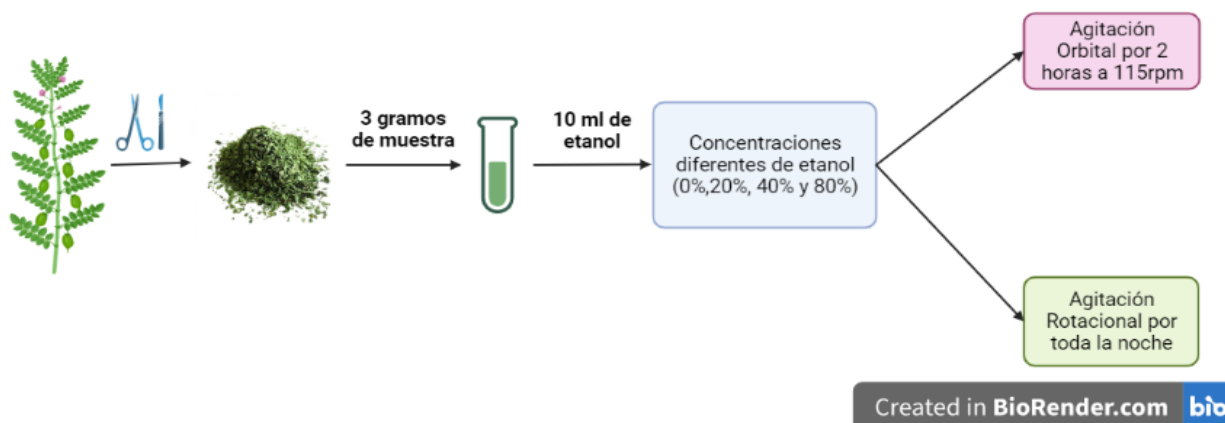 3 gramos
de muestra
10 ml de
etanol
Concentraciones
diferentes de etanol
(0%,20%, 40% y 80%)
Agitación
Orbital por 2
horas a 115rpm
Agitación
Rotacional por
toda la noche
Created in BioRender.com bio